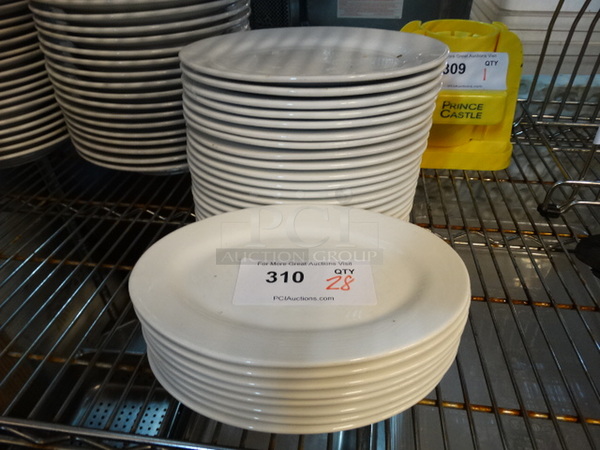 309
QTY
1
PRINCE
CASTLE
PCI
AUCTION GROUP
For More Great Auctions Visit
310
QTY
28
PCIAuctions.com